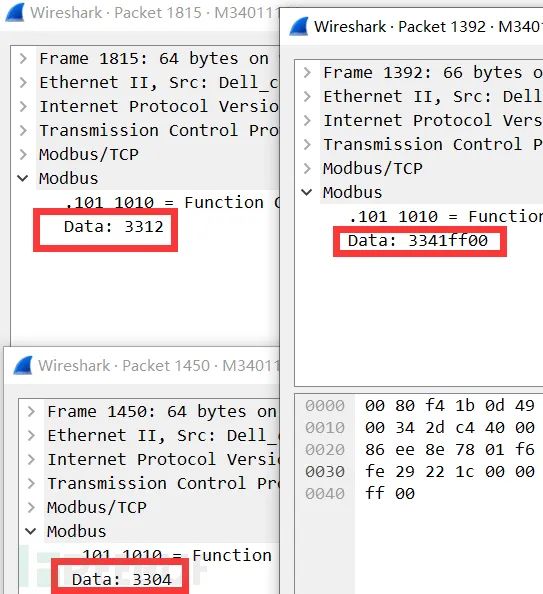 Wireshark · Packet 1815 · M340111
Frame 1815: 64 bytes on
Ethernet II, Src: Dell_c
Internet Protocol Versio
Transmission Control Pro
Modbus/TCP
Modbus
.101 1010 = Function
Data: 3312
Wireshark · Packet 1392 · M3401
Frame 1392: 66 bytes
Ethernet II, Src: Dell
Internet Protocol Vers
Transmission Control P
Modbus/TCP
Modbus
.101 1010 = Function
Data: 3341ff00
0000 00 80 f4 1b 0d 49
0010 00 34 2d c4 40 00
0020 86 ee 8e 78 01 f6
0030 fe 29 22 1c 00 00
0040 ff 00
Wireshark · Packet 1450 · M34011
Frame 1450: 64 bytes on
Ethernet II, Src: Dell_
Internet Protocol Versi
Transmission Control Pr
Modbus/TCP
Modbus
.101 1010 = Function
Data: 3304